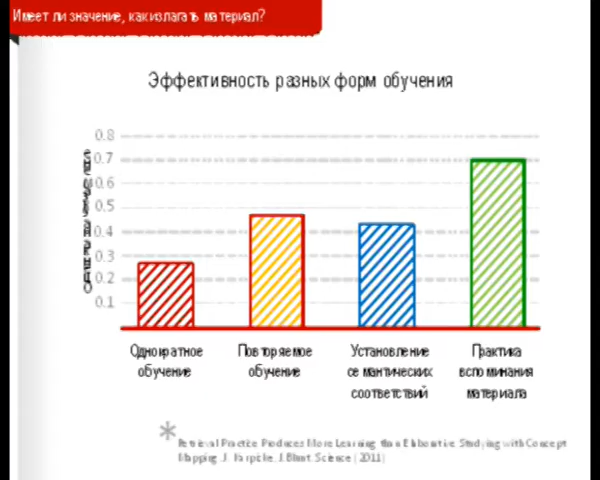 Имеет ли значение, как излагать материал?
Эффективность разных форм обучения
0.8
0.7
0.6
0.5
0.4
0.3
0.2
0.1
Однократное
обучение
Повторяемое
обучение
Установление
семантических
соответствий
Практика
вспоминания
материала
* Retrieval Practice Produces More Learning than Elaborative Studying with Concept
Mapping. J. Karpicke, J.Blunt. Science (2011)